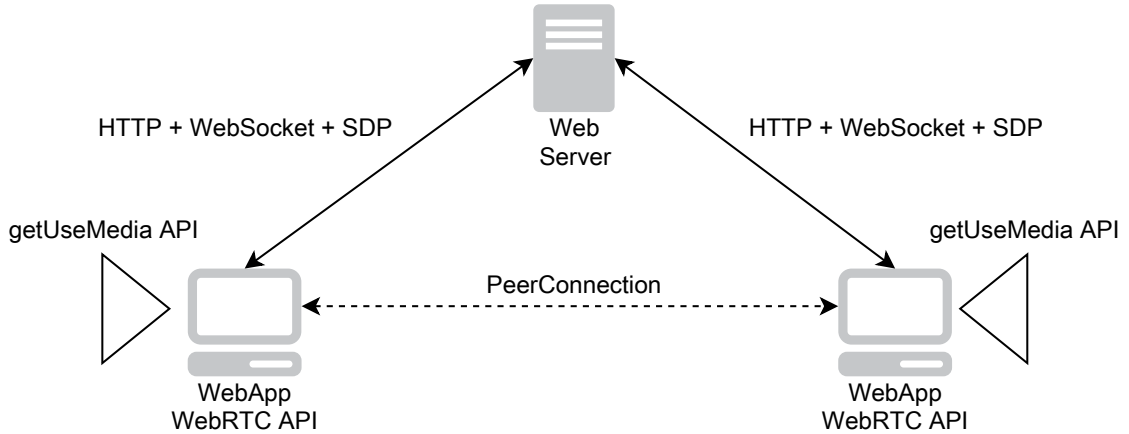 HTTP + WebSocket + SDP
Web
Server
HTTP + WebSocket + SDP
getUseMedia API
getUseMedia API
PeerConnection
WebApp
WebRTC API
WebApp
WebRTC API